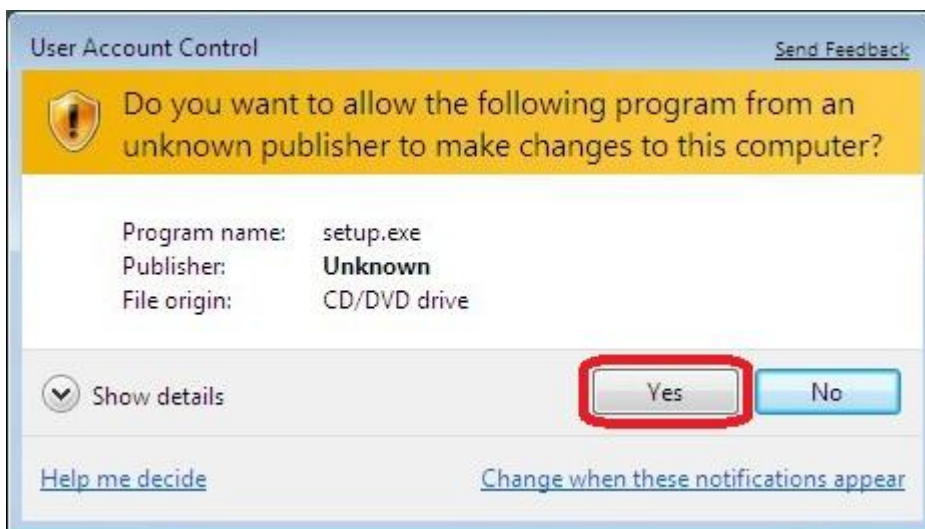 User Account Control Send Feedback
Do you want to allow the following program from an
unknown publisher to make changes to this computer?
Program name: setup.exe
Publisher: Unknown
File origin: CD/DVD drive
Show details Yes No
Help me decide Change when these notifications appear